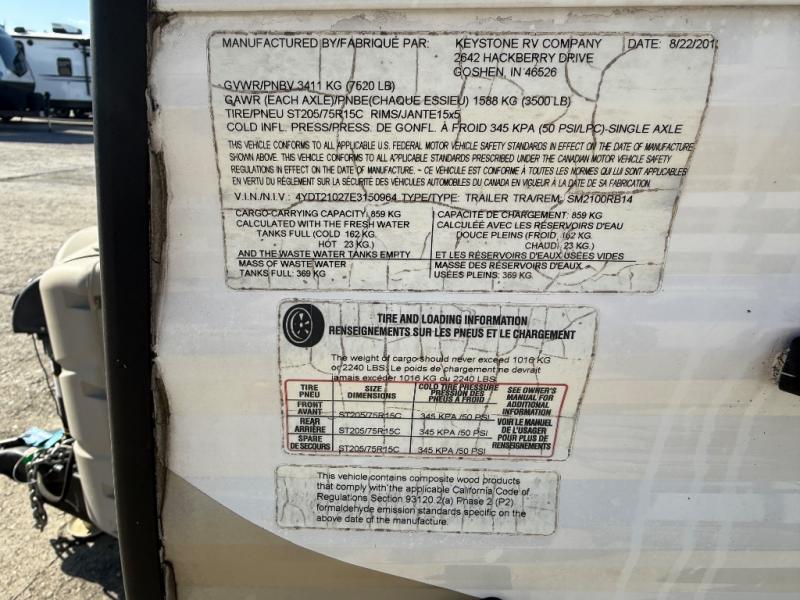 MANUFACTURED BY/FABRIQUÉ PAR: KEYSTONE RV COMPANY DATE: 8/22/201
2642 HACKBERRY DRIVE
GOSHEN, IN 46526
GVWR/PNBV 3411 KG (7520 LB)
GAWR (EACH AXLE)/PNBE(CHAQUE ESSIEU) 1588 KG (3500 LB)
TIRE/PNEU ST205/75R15C RIMS/JANTE15x5
COLD INFL. PRESS/PRESS. DE GONFL. À FROID 345 KPA (50 PSI/LPC)-SINGLE AXLE
THIS VEHICLE CONFORMS TO ALL APPLICABLE U.S. FEDERAL MOTOR VEHICLE SAFETY STANDARDS IN EFFECT ON THE DATE OF MANUFACTURE
SHOWN ABOVE. THIS VEHICLE CONFORMS TO ALL APPLICABLE STANDARDS PRESCRIBED UNDER THE CANADIAN MOTOR VEHICLE SAFETY
REGULATIONS IN EFFECT ON THE DATE OF MANUFACTURE. - CE VEHICULE EST CONFORME À TOUTES LES NORMES QUI LUI SONT APPLICABLES
EN VERTU DU RÉGLEMENT SUR LA SÉCURITÉ DES VÉHICULES AUTOMOBILES DU CANADA EN VIGUEUR À LA DATE DE SA FABRICATION.
V.I.N./N.I.V.: 4YDT21027E3150964 TYPE/TYPE: TRAILER TRA/REM, SM2100RB14
CARGO-CARRYING CAPACITY: 859 KG
CALCULATED WITH THE FRESH WATER
TANKS FULL (COLD 162 KG
HOT 23 KG)
AND THE WASTE WATER TANKS EMPTY
MASS OF WASTE WATER
TANKS FULL: 369 KG
CAPACITÉ DE CHARGEMENT: 859 KG
CALCULÉE AVEC LES RÉSERVOIRS D'EAU
DOUCE PLEINS (FROID, 162 KG.
CHAUD: 23 KG.)
ET LES RÉSERVOIRS D'EAUX USÉES VIDES
MASSE DES RÉSERVOIRS D'EAUX
USÉES PLEINS: 369 KG.
TIRE AND LOADING INFORMATION
RENSEIGNEMENTS SUR LES PNEUS ET LE CHARGEMENT
The weight of cargo should never exceed 1016 KG
or 2240 LBS. Le poids de chargement ne devrait
jamais excéder 1016 KG ou 2240 LBS.
TIRE
PNEU
SIZE
DIMENSIONS
COLD TIRE PRESSURE
PRESSION DES
PNEUS A FROID
SEE OWNER'S
MANUAL FOR
ADDITIONAL
INFORMATION
FRONT
AVANT ST205/75R15C 345 KPA /50 PSI
REAR
ARRIÈRE ST205/75R15C 345 KPA /50 PSI
SPARE
DE SECOURS ST205/75R15C 345 KPA /50 PSI
VOIR LE MANUEL
DE L'USAGER
POUR PLUS DE
RENSEIGNEMENTS
This vehicle contains composite wood products
that comply with the applicable California Code of
Regulations Section 93120.2(a) Phase 2 (P2)
formaldehyde emission standards specific on the
above date of the manufacture.